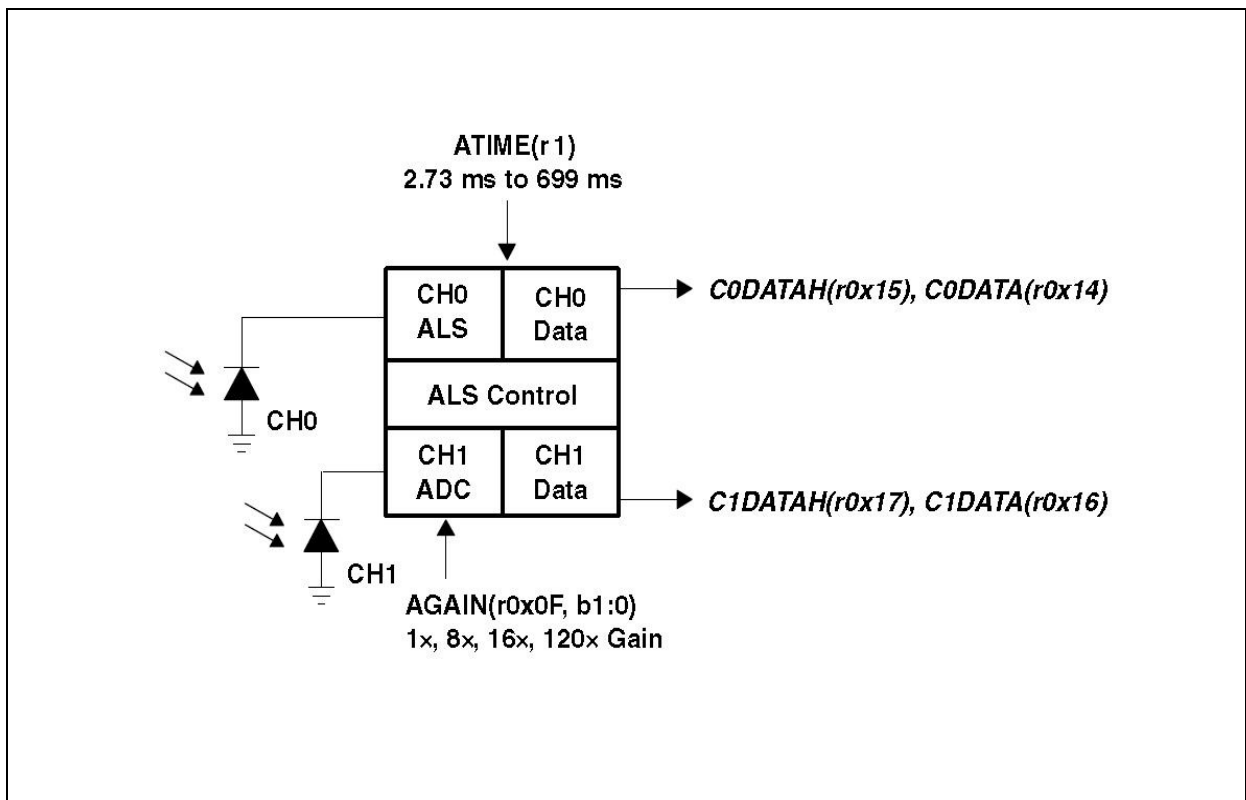 ATIME(r 1)
2.73 ms to 699 ms
CH0
ALS
CH0
Data
C0DATAH(r0x15), C0DATA(r0x14)
ALS Control
CH0
CH1
ADC
CH1
Data
C1DATAH(r0x17), C1DATA(r0x16)
CH1
AGAIN(r0x0F, b1:0)
1×, 8×, 16×, 120× Gain